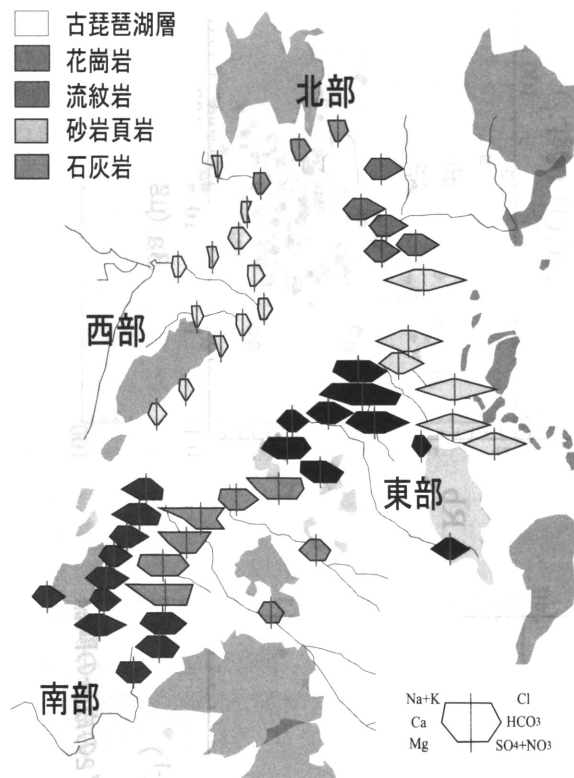 古琵琶湖層
花崗岩
流紋岩
砂岩頁岩
石灰岩
北部
西部
東部
南部
Na+K Cl
Ca HCO3
Mg SO4+NO3